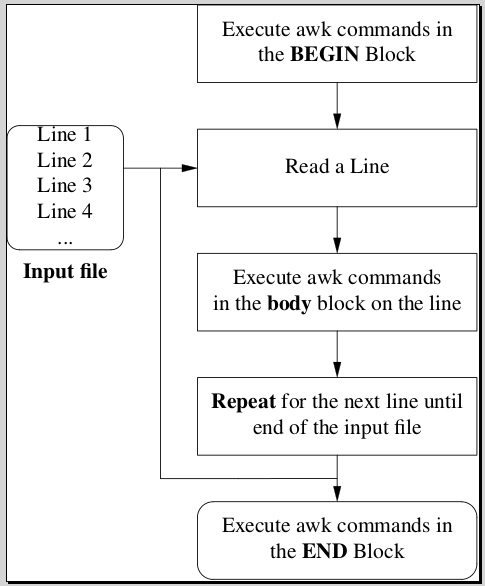 Execute awk commands in
the BEGIN Block
Line 1
Line 2
Line 3
Line 4
...
Input file
Read a Line
Execute awk commands
in the body block on the line
Repeat for the next line until
end of the input file
Execute awk commands in
the END Block